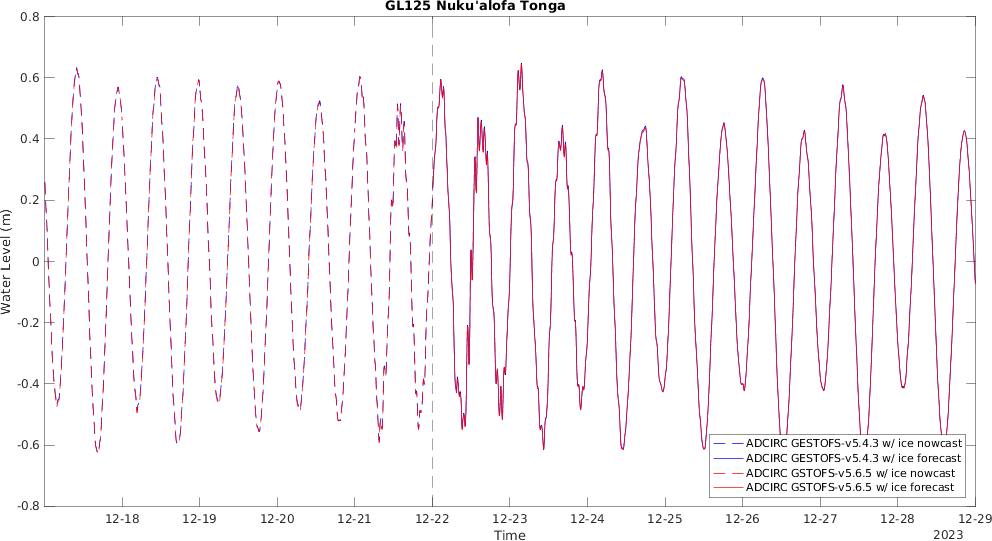 GL125 Nuku'alofa Tonga
0.8
0.6
0.4
0.2
0
-0.2
-0.4
-0.6
-0.8
Water Level (m)
12-18 12-19 12-20 12-21 12-22 12-23 12-24 12-25 12-26 12-27 12-28 12-29
Time
2023
ADCIRC GESTOFS-v5.4.3 w/ ice nowcast
ADCIRC GESTOFS-v5.4.3 w/ ice forecast
ADCIRC GSTOFS-v5.6.5 w/ ice nowcast
ADCIRC GSTOFS-v5.6.5 w/ ice forecast